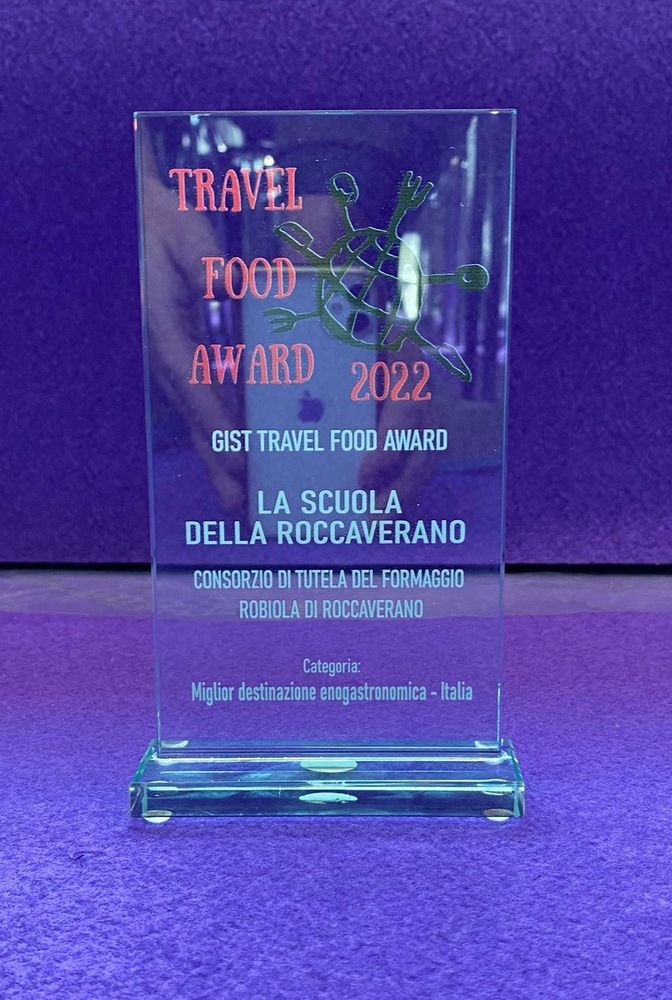 TRAVEL
FOOD
AWARD 2022
GIST TRAVEL FOOD AWARD
LA SCUOLA
DELLA ROCCAVERANO
CONSORZIO DI TUTELA DEL FORMAGGIO
ROBIOLA DI ROCCAVERANO
Categoria:
Miglior destinazione enogastronomica - Italia